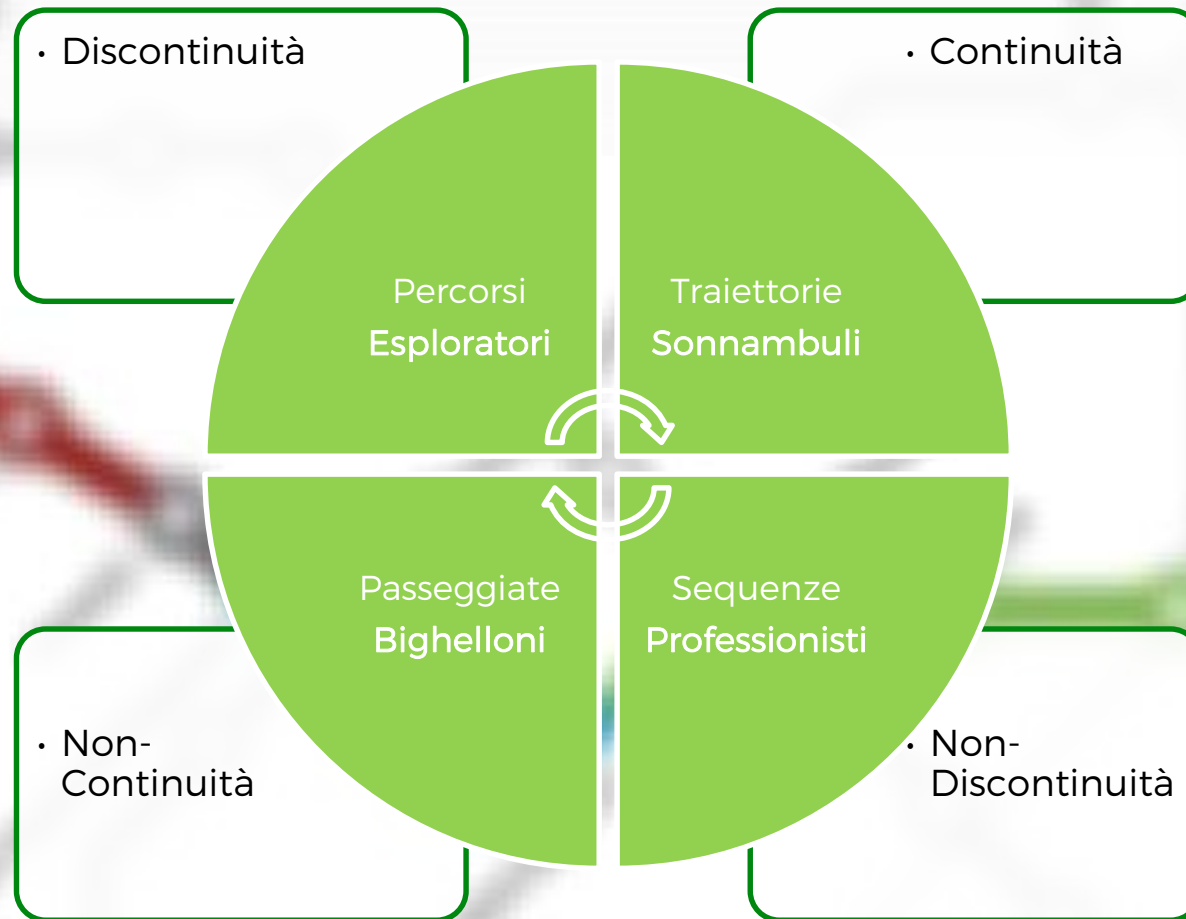 · Discontinuità
· Continuità
Percorsi
Esploratori
Traiettorie
Sonnambuli
Passeggiate
Bighelloni
Sequenze
Professionisti
· Non-
Continuità
· Non-
Discontinuità